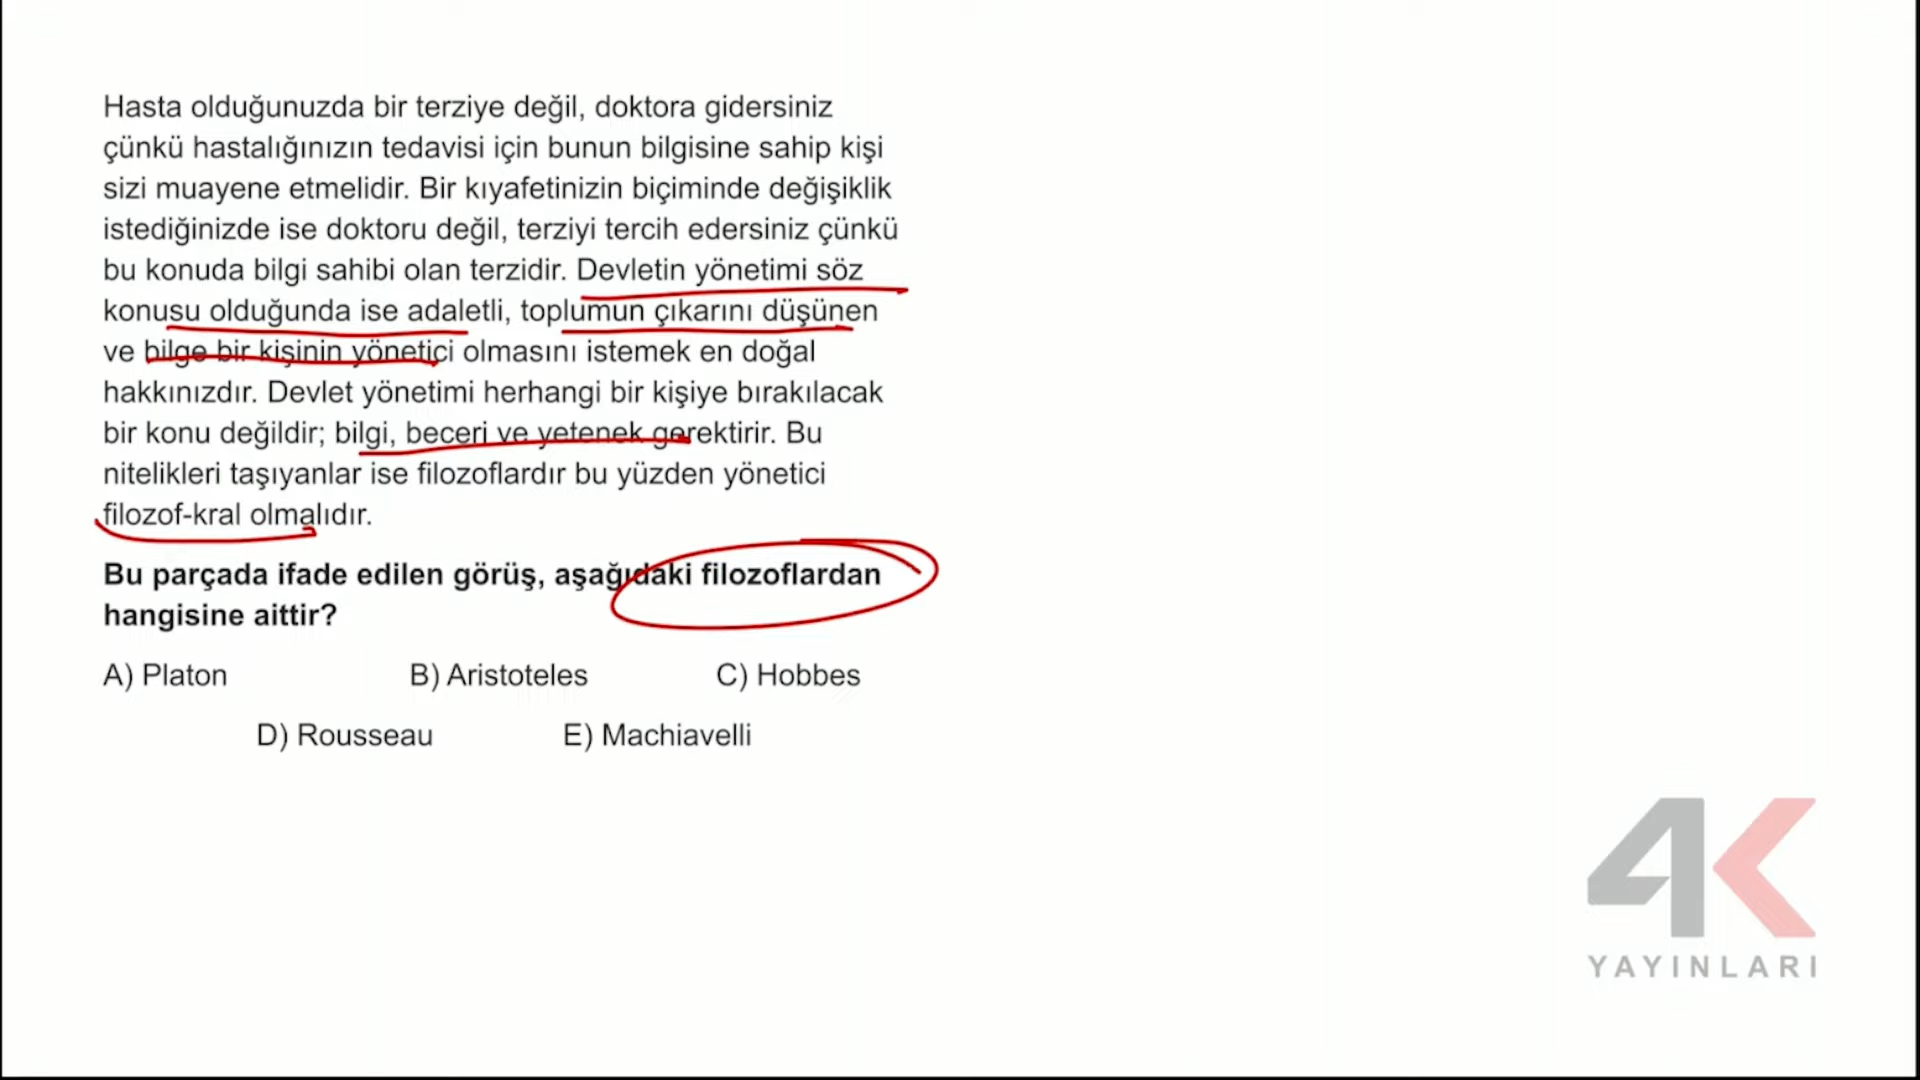 Hasta olduğunuzda bir terziye değil, doktora gidersiniz
çünkü hastalığınızın tedavisi için bunun bilgisine sahip kişi
sizi muayene etmelidir. Bir kıyafetinizin biçiminde değişiklik
istediğinizde ise doktoru değil, terziyi tercih edersiniz çünkü
bu konuda bilgi sahibi olan terzidir. Devletin yönetimi söz
konusu olduğunda ise adaletli, toplumun çıkarını düşünen
ve bilge bir kişinin yönetici olmasını istemek en doğal
hakkınızdır. Devlet yönetimi herhangi bir kişiye bırakılacak
bir konu değildir; bilgi, beceri ve yetenek gerektirir. Bu
nitelikleri taşıyanlar ise filozoflardır bu yüzden yönetici
filozof-kral olmalıdır.
Bu parçada ifade edilen görüş, aşağıdaki filozoflardan
hangisine aittir?
A) Platon B) Aristoteles C) Hobbes
D) Rousseau E) Machiavelli
4K
YAYINLARI